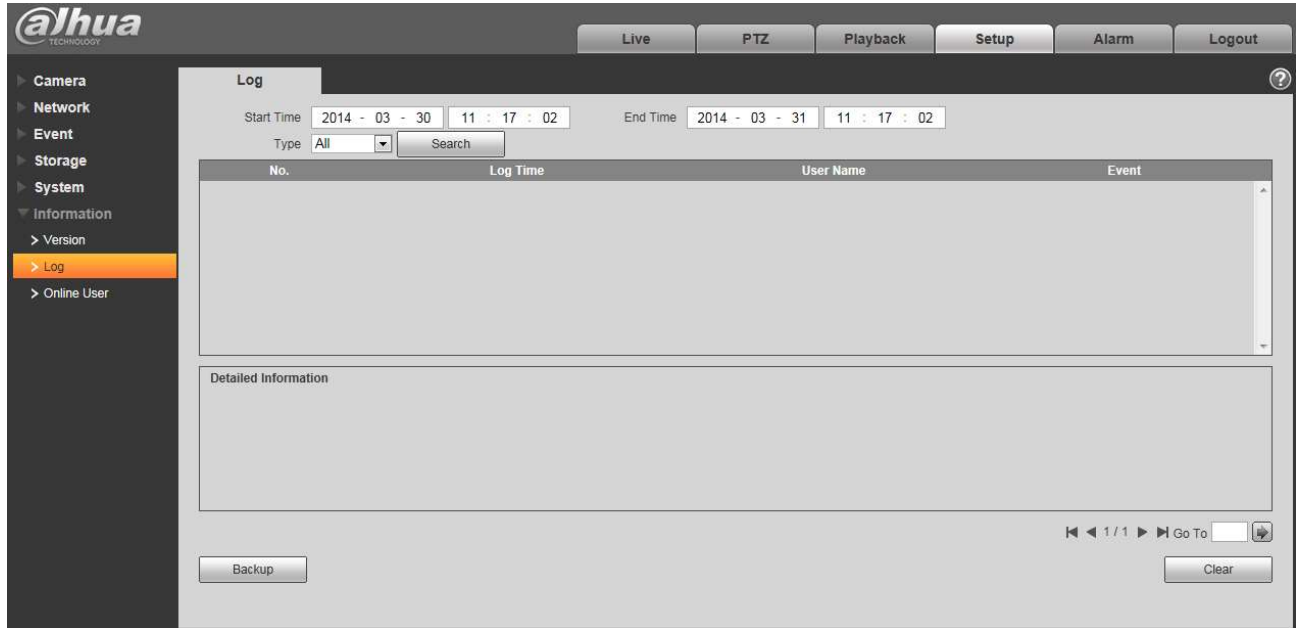 alhua
TECHNOLOGY
Live PTZ Playback Setup Alarm Logout
Camera
Network
Event
Storage
System
Information
> Version
> Log
> Online User
Log
?
Start Time 2014 - 03 - 30 11 : 17 : 02 End Time 2014 - 03 - 31 11 : 17 : 02
Type All Search
No. Log Time User Name Event
Detailed Information
1 / 1 Go To
Backup Clear